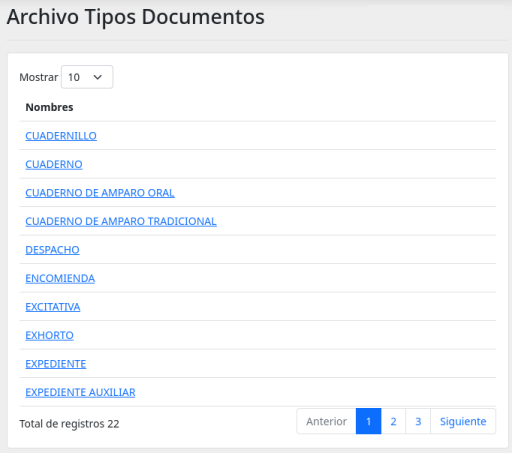 Archivo Tipos Documentos
Mostrar 10
Nombres
CUADERNILLO
CUADERNO
CUADERNO DE AMPARO ORAL
CUADERNO DE AMPARO TRADICIONAL
DESPACHO
ENCOMIENDA
EXCITATIVA
EXHORTO
EXPEDIENTE
EXPEDIENTE AUXILIAR
Total de registros 22 Anterior 1 2 3 Siguiente